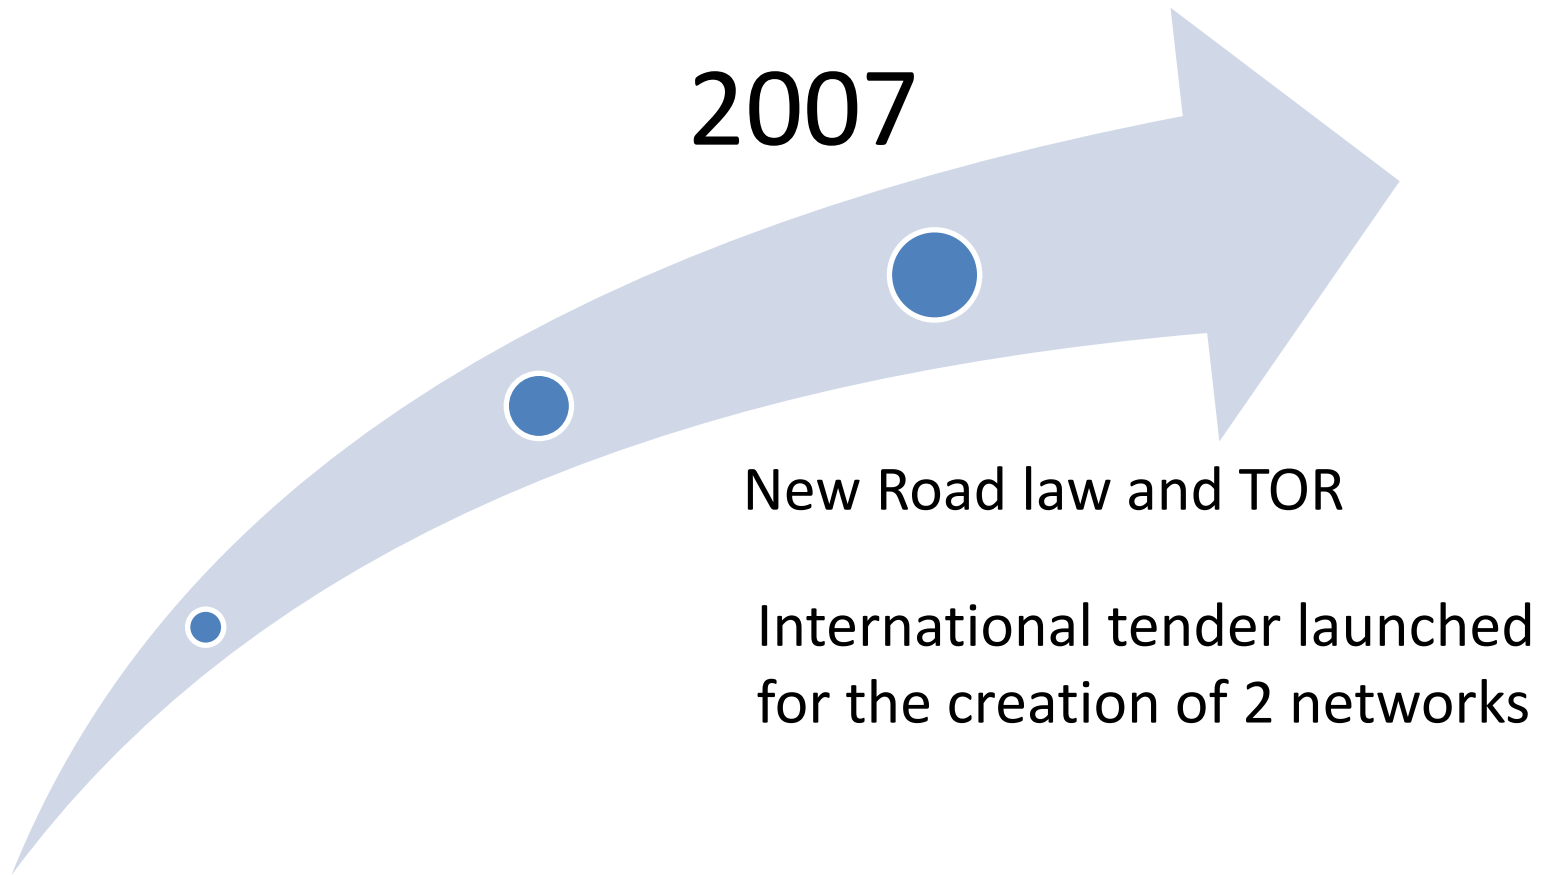 2007
New Road law and TOR
International tender launched
for the creation of 2 networks